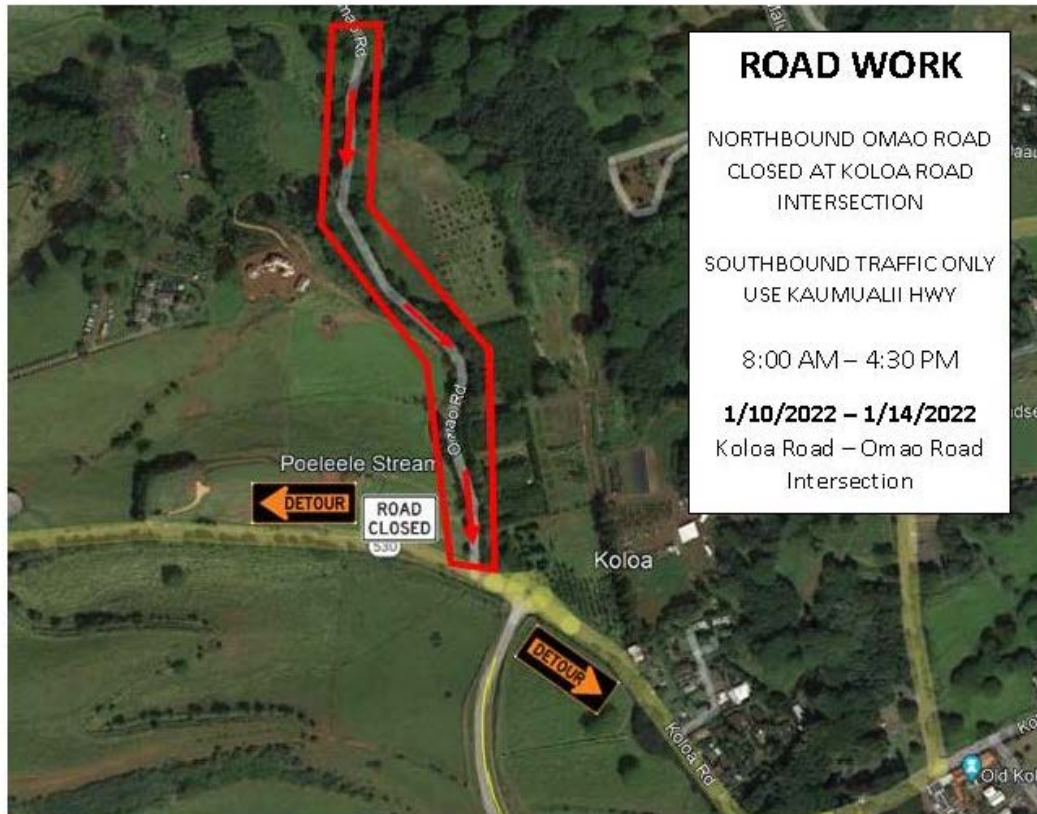 Omao Rd
ROAD WORK
NORTHBOUND OMAO ROAD
CLOSED AT KOLOA ROAD
INTERSECTION
SOUTHBOUND TRAFFIC ONLY
USE KAUMUALII HWY
8:00 AM – 4:30 PM
1/10/2022 – 1/14/2022
Koloa Road – Omao Road
Intersection
Omao Rd
Poeleele Stream
DETOUR
ROAD
CLOSED
530
Koloa
DETOUR
Koloa Rd
Old Kol